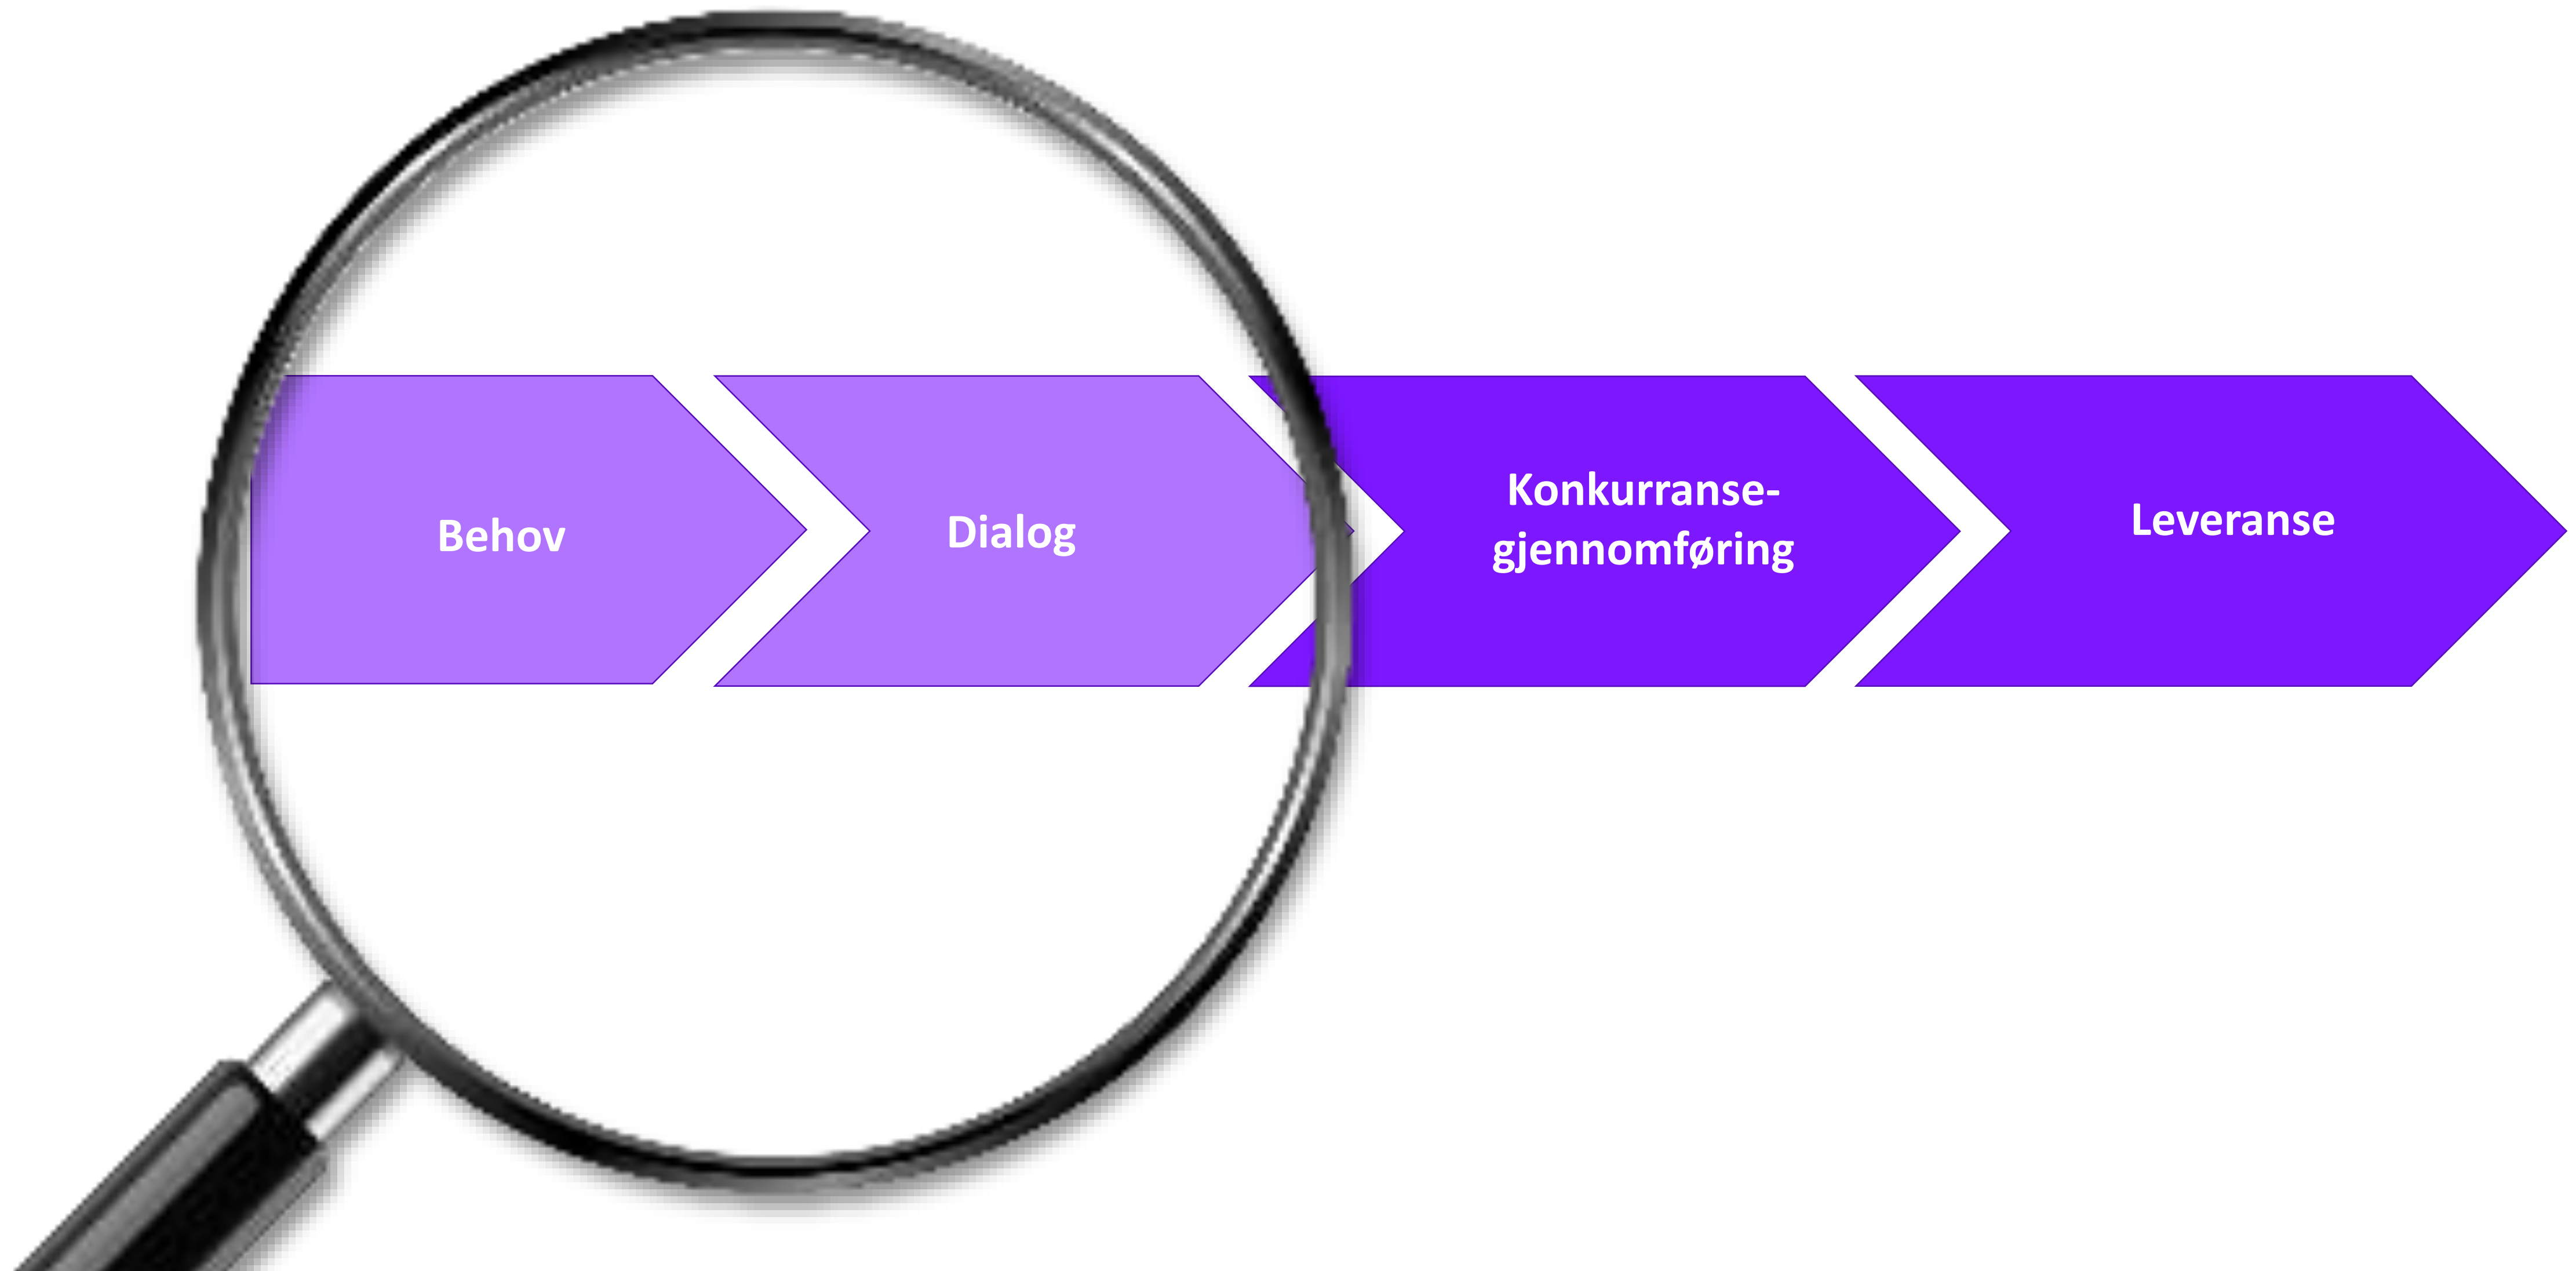 Behov
Dialog
Konkurranse-
gjennomføring
Leveranse